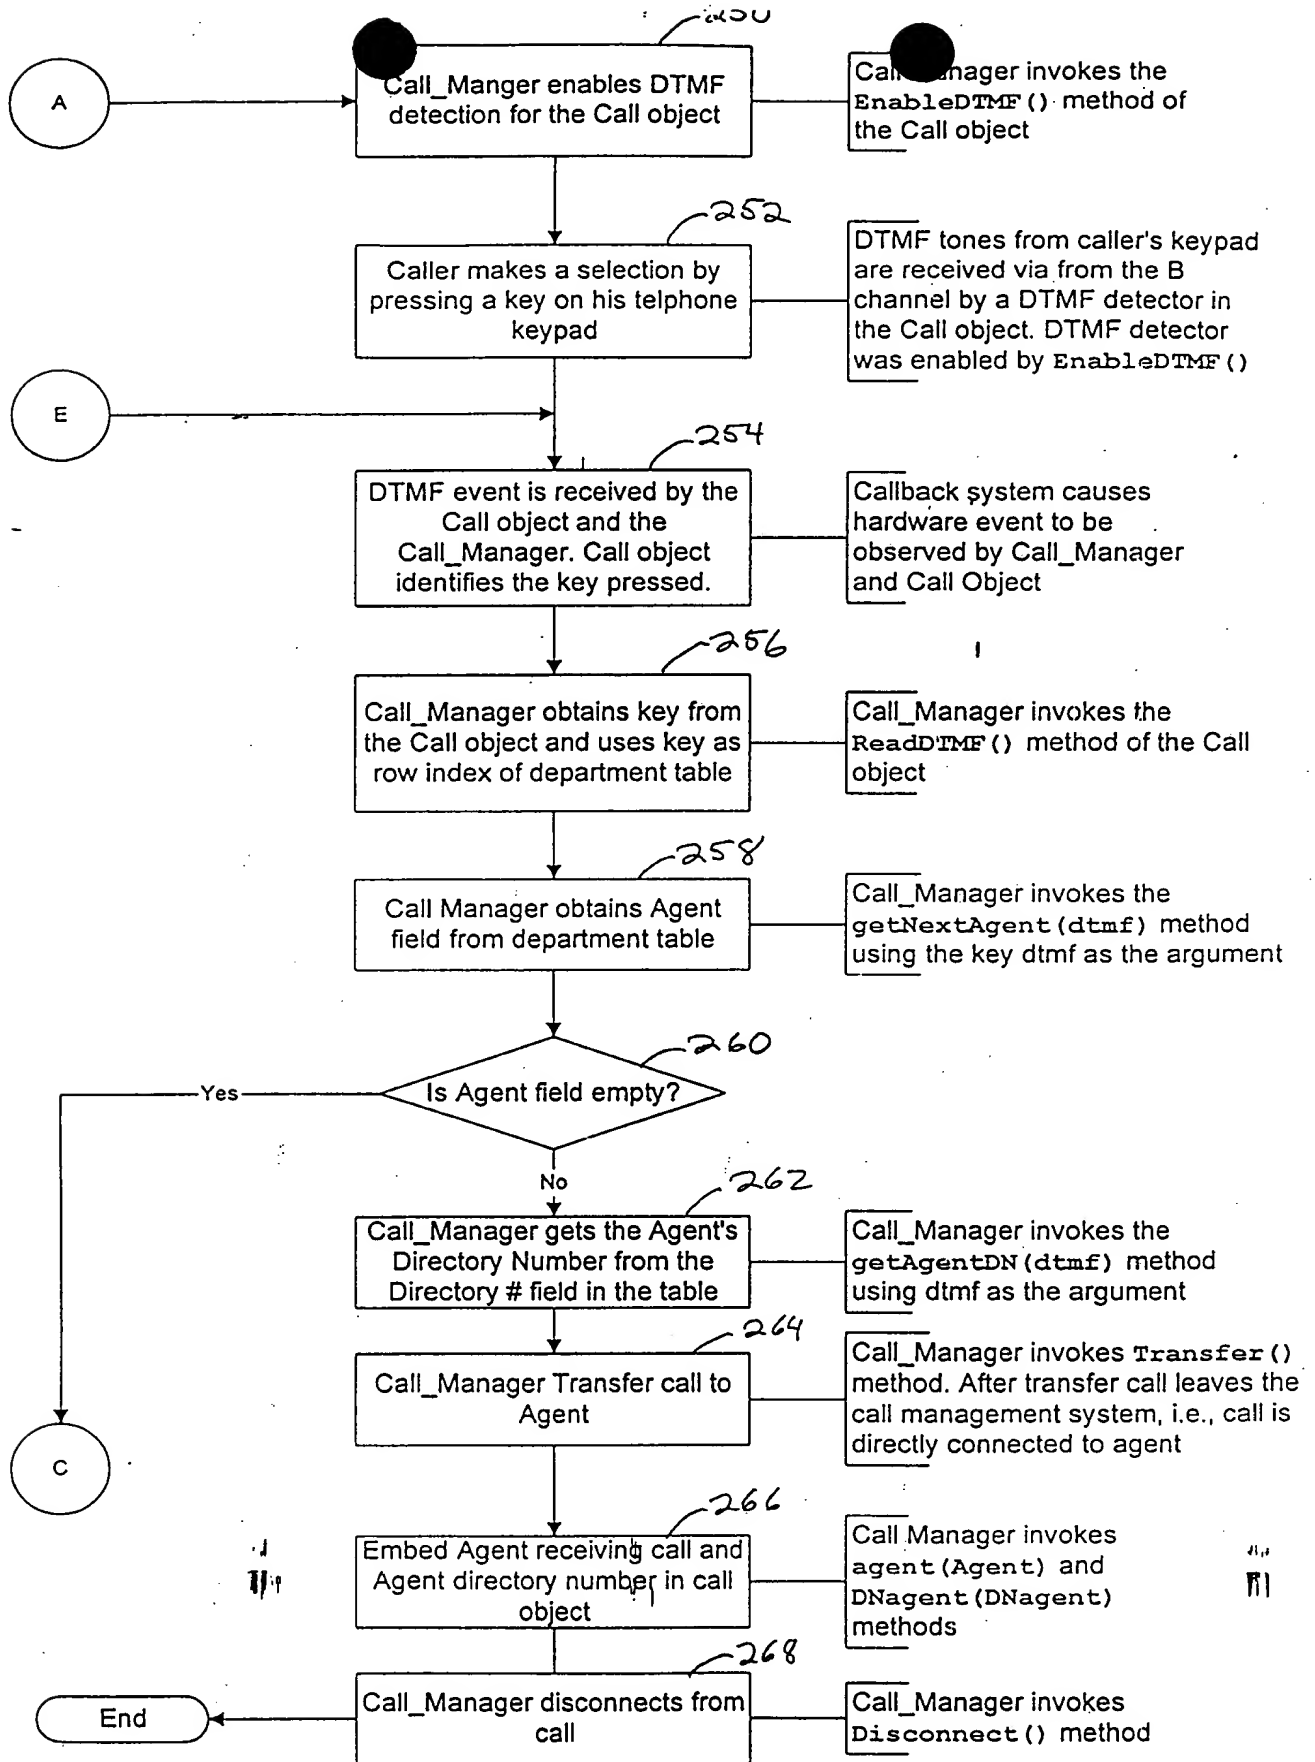 250
A
Call_Manger enables DTMF
detection for the Call object
nager invokes the
EnableDTMF() method of
the Call object
252
Caller makes a selection by
pressing a key on his telphone
keypad
DTMF tones from caller's keypad
are received via from the B
channel by a DTMF detector in
the Call object. DTMF detector
was enabled by EnableDTMF()
E
254
DTMF event is received by the
Call object and the
Call_Manager. Call object
identifies the key pressed.
Callback system causes
hardware event to be
observed by Call_Manager
and Call Object
256
Call_Manager obtains key from
the Call object and uses key as
row index of department table
Call_Manager invokes the
ReadDTMF() method of the Call
object
258
Call Manager obtains Agent
field from department table
Call_Manager invokes the
getNextAgent(dtmf) method
using the key dtmf as the argument
260
Is Agent field empty?
Yes
No
262
Call_Manager gets the Agent's
Directory Number from the
Directory # field in the table
Call_Manager invokes the
getAgentDN(dtmf) method
using dtmf as the argument
264
Call_Manager Transfer call to
Agent
Call_Manager invokes Transfer()
method. After transfer call leaves the
call management system, i.e., call is
directly connected to agent
C
266
Embed Agent receiving call and
Agent directory number in call
object
Call Manager invokes
agent(Agent) and
DNagent(DNagent)
methods
268
Call_Manager disconnects from
call
Call_Manager invokes
Disconnect() method
End